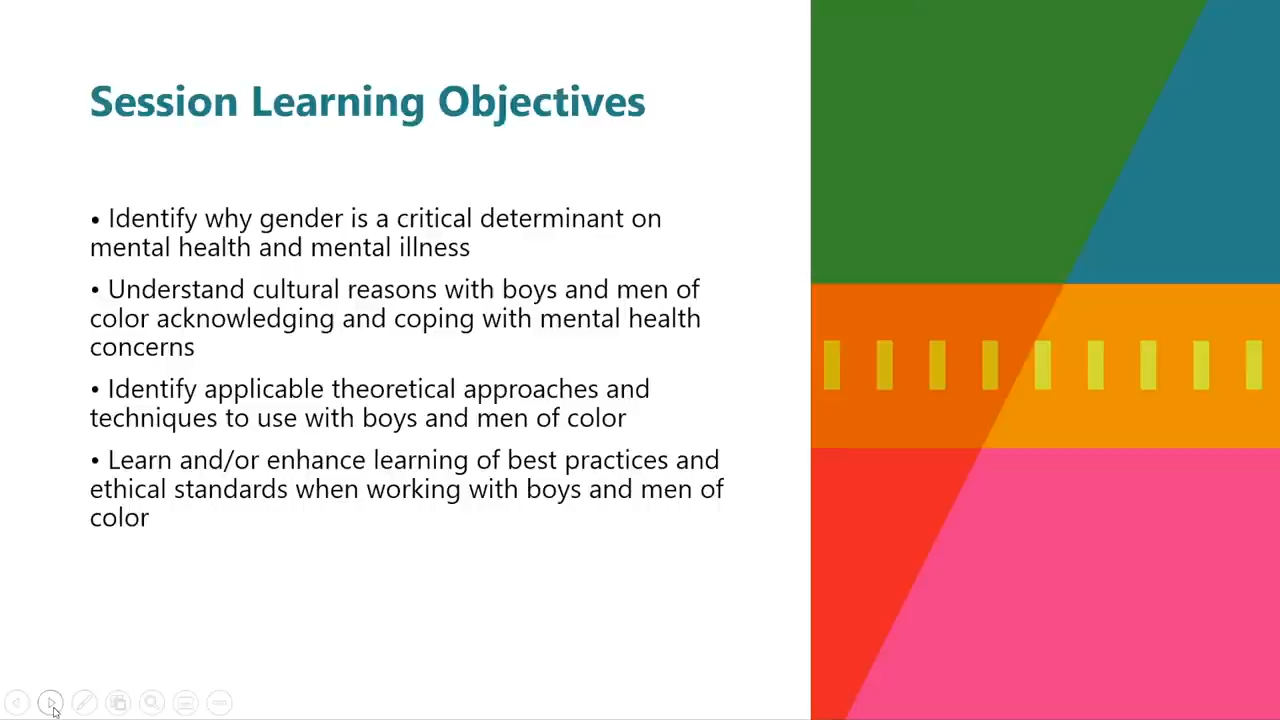 Session Learning Objectives
• Identify why gender is a critical determinant on
mental health and mental illness
• Understand cultural reasons with boys and men of
color acknowledging and coping with mental health
concerns
• Identify applicable theoretical approaches and
techniques to use with boys and men of color
• Learn and/or enhance learning of best practices and
ethical standards when working with boys and men of
color